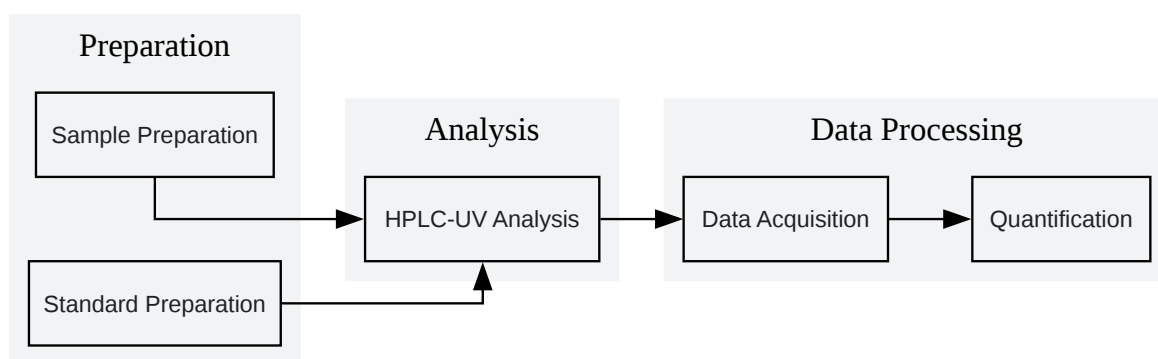 Preparation
Sample Preparation
Standard Preparation
Analysis
HPLC-UV Analysis
Data Processing
Data Acquisition
Quantification